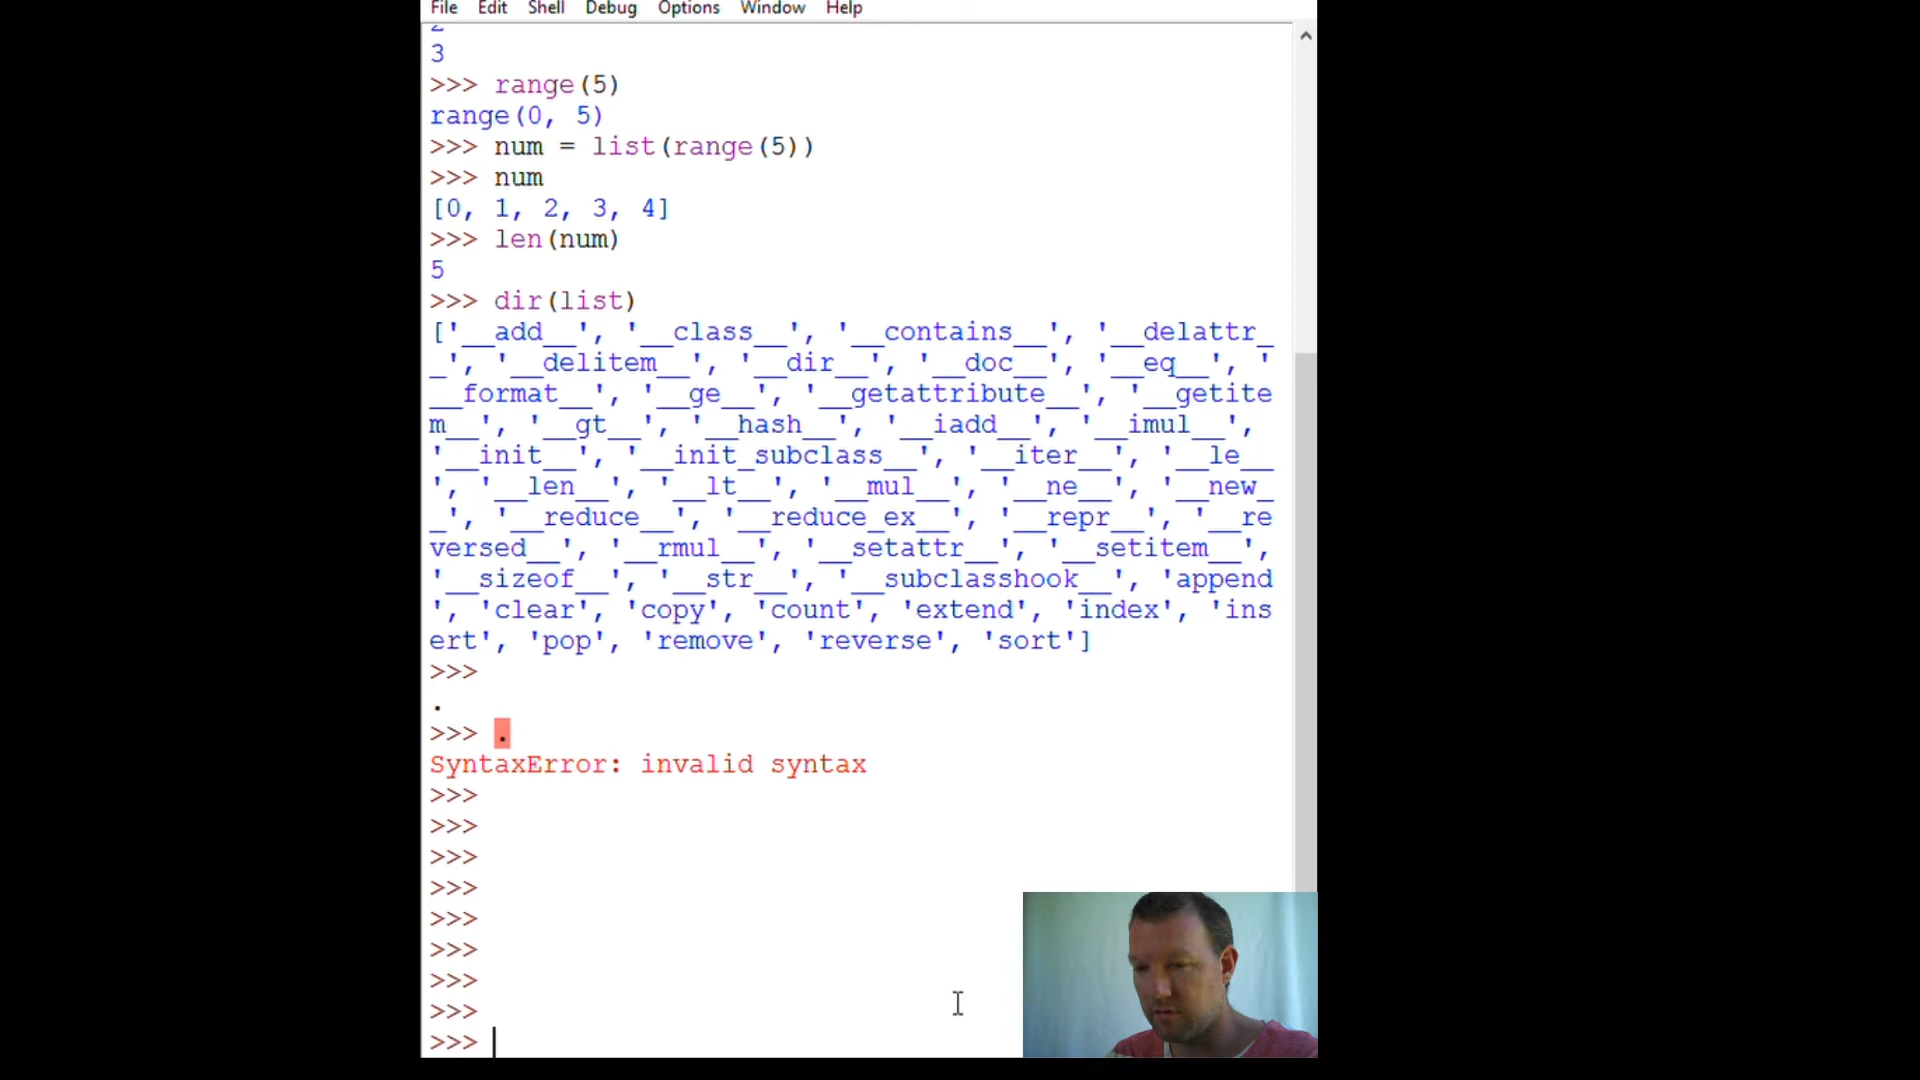 File Edit Shell Debug Options Window Help
2
3
>>> range(5)
range(0, 5)
>>> num = list(range(5))
>>> num
[0, 1, 2, 3, 4]
>>> len(num)
5
>>> dir(list)
['__add__', '__class__', '__contains__', '__delattr_
_', '__delitem__', '__dir__', '__doc__', '__eq__', '
__format__', '__ge__', '__getattribute__', '__getite
m__', '__gt__', '__hash__', '__iadd__', '__imul__',
'__init__', '__init_subclass__', '__iter__', '__le__
', '__len__', '__lt__', '__mul__', '__ne__', '__new_
_', '__reduce__', '__reduce_ex__', '__repr__', '__re
versed__', '__rmul__', '__setattr__', '__setitem__',
'__sizeof__', '__str__', '__subclasshook__', 'append
', 'clear', 'copy', 'count', 'extend', 'index', 'ins
ert', 'pop', 'remove', 'reverse', 'sort']
>>>
.
>>> .
SyntaxError: invalid syntax
>>>
>>>
>>>
>>>
>>>
>>>
>>>
>>>
>>>